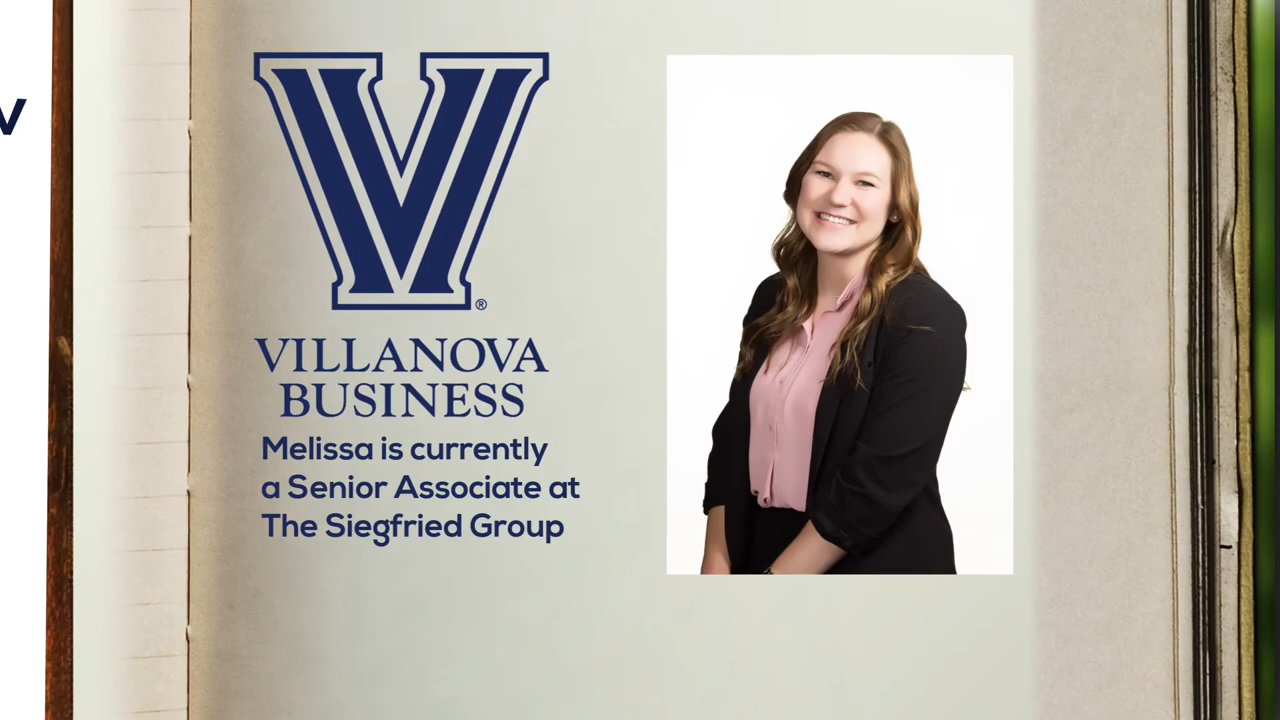 V
®
VILLANOVA
BUSINESS
Melissa is currently
a Senior Associate at
The Siegfried Group